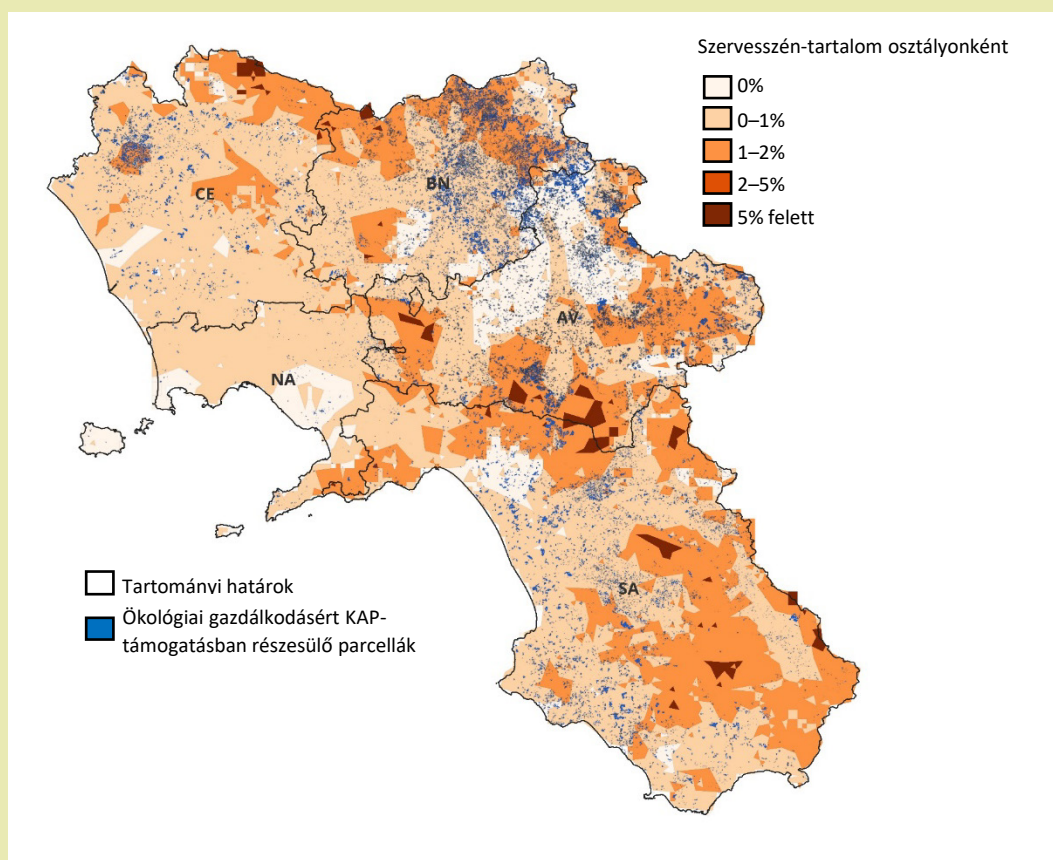 Szervesszén-tartalom osztályonként
0%
0–1%
1–2%
2–5%
5% felett
CE
BN
AV
NA
SA
Tartományi határok
Ökológiai gazdálkodásért KAP-
támogatásban részesülő parcellák